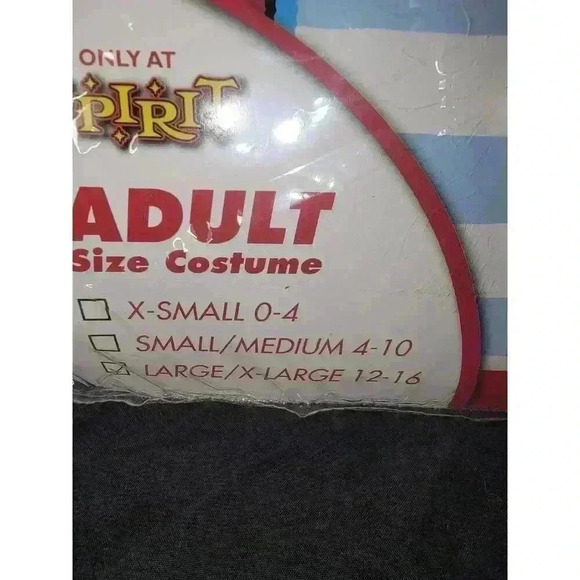 ONLY AT
SPIRIT
ADULT
Size Costume
X-SMALL 0-4
SMALL/MEDIUM 4-10
LARGE/X-LARGE 12-16